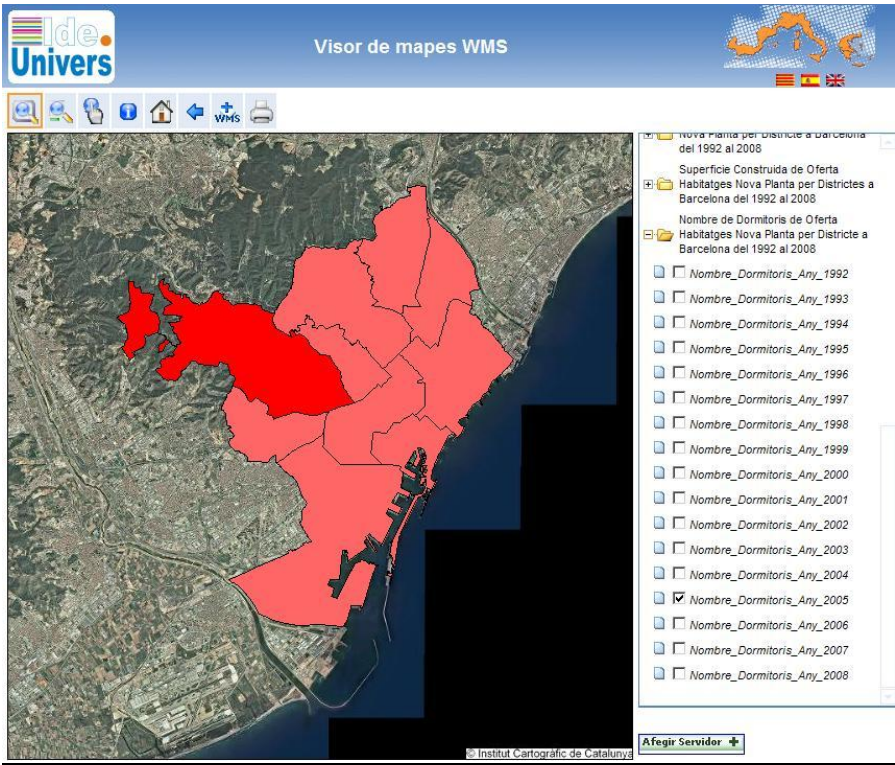 Ide.
Univers
Visor de mapes WMS
WMS
Nova Planta per Districte a Barcelona
del 1992 al 2008
Superficie Construida de Oferta
Habitatges Nova Planta per Districtes a
Barcelona del 1992 al 2008
Nombre de Dormitoris de Oferta
Habitatges Nova Planta per Districte a
Barcelona del 1992 al 2008
Nombre_Dormitoris_Any_1992
Nombre_Dormitoris_Any_1993
Nombre_Dormitoris_Any_1994
Nombre_Dormitoris_Any_1995
Nombre_Dormitoris_Any_1996
Nombre_Dormitoris_Any_1997
Nombre_Dormitoris_Any_1998
Nombre_Dormitoris_Any_1999
Nombre_Dormitoris_Any_2000
Nombre_Dormitoris_Any_2001
Nombre_Dormitoris_Any_2002
Nombre_Dormitoris_Any_2003
Nombre_Dormitoris_Any_2004
Nombre_Dormitoris_Any_2005
Nombre_Dormitoris_Any_2006
Nombre_Dormitoris_Any_2007
Nombre_Dormitoris_Any_2008
© Institut Cartogràfic de Catalunya
Afegir Servidor +